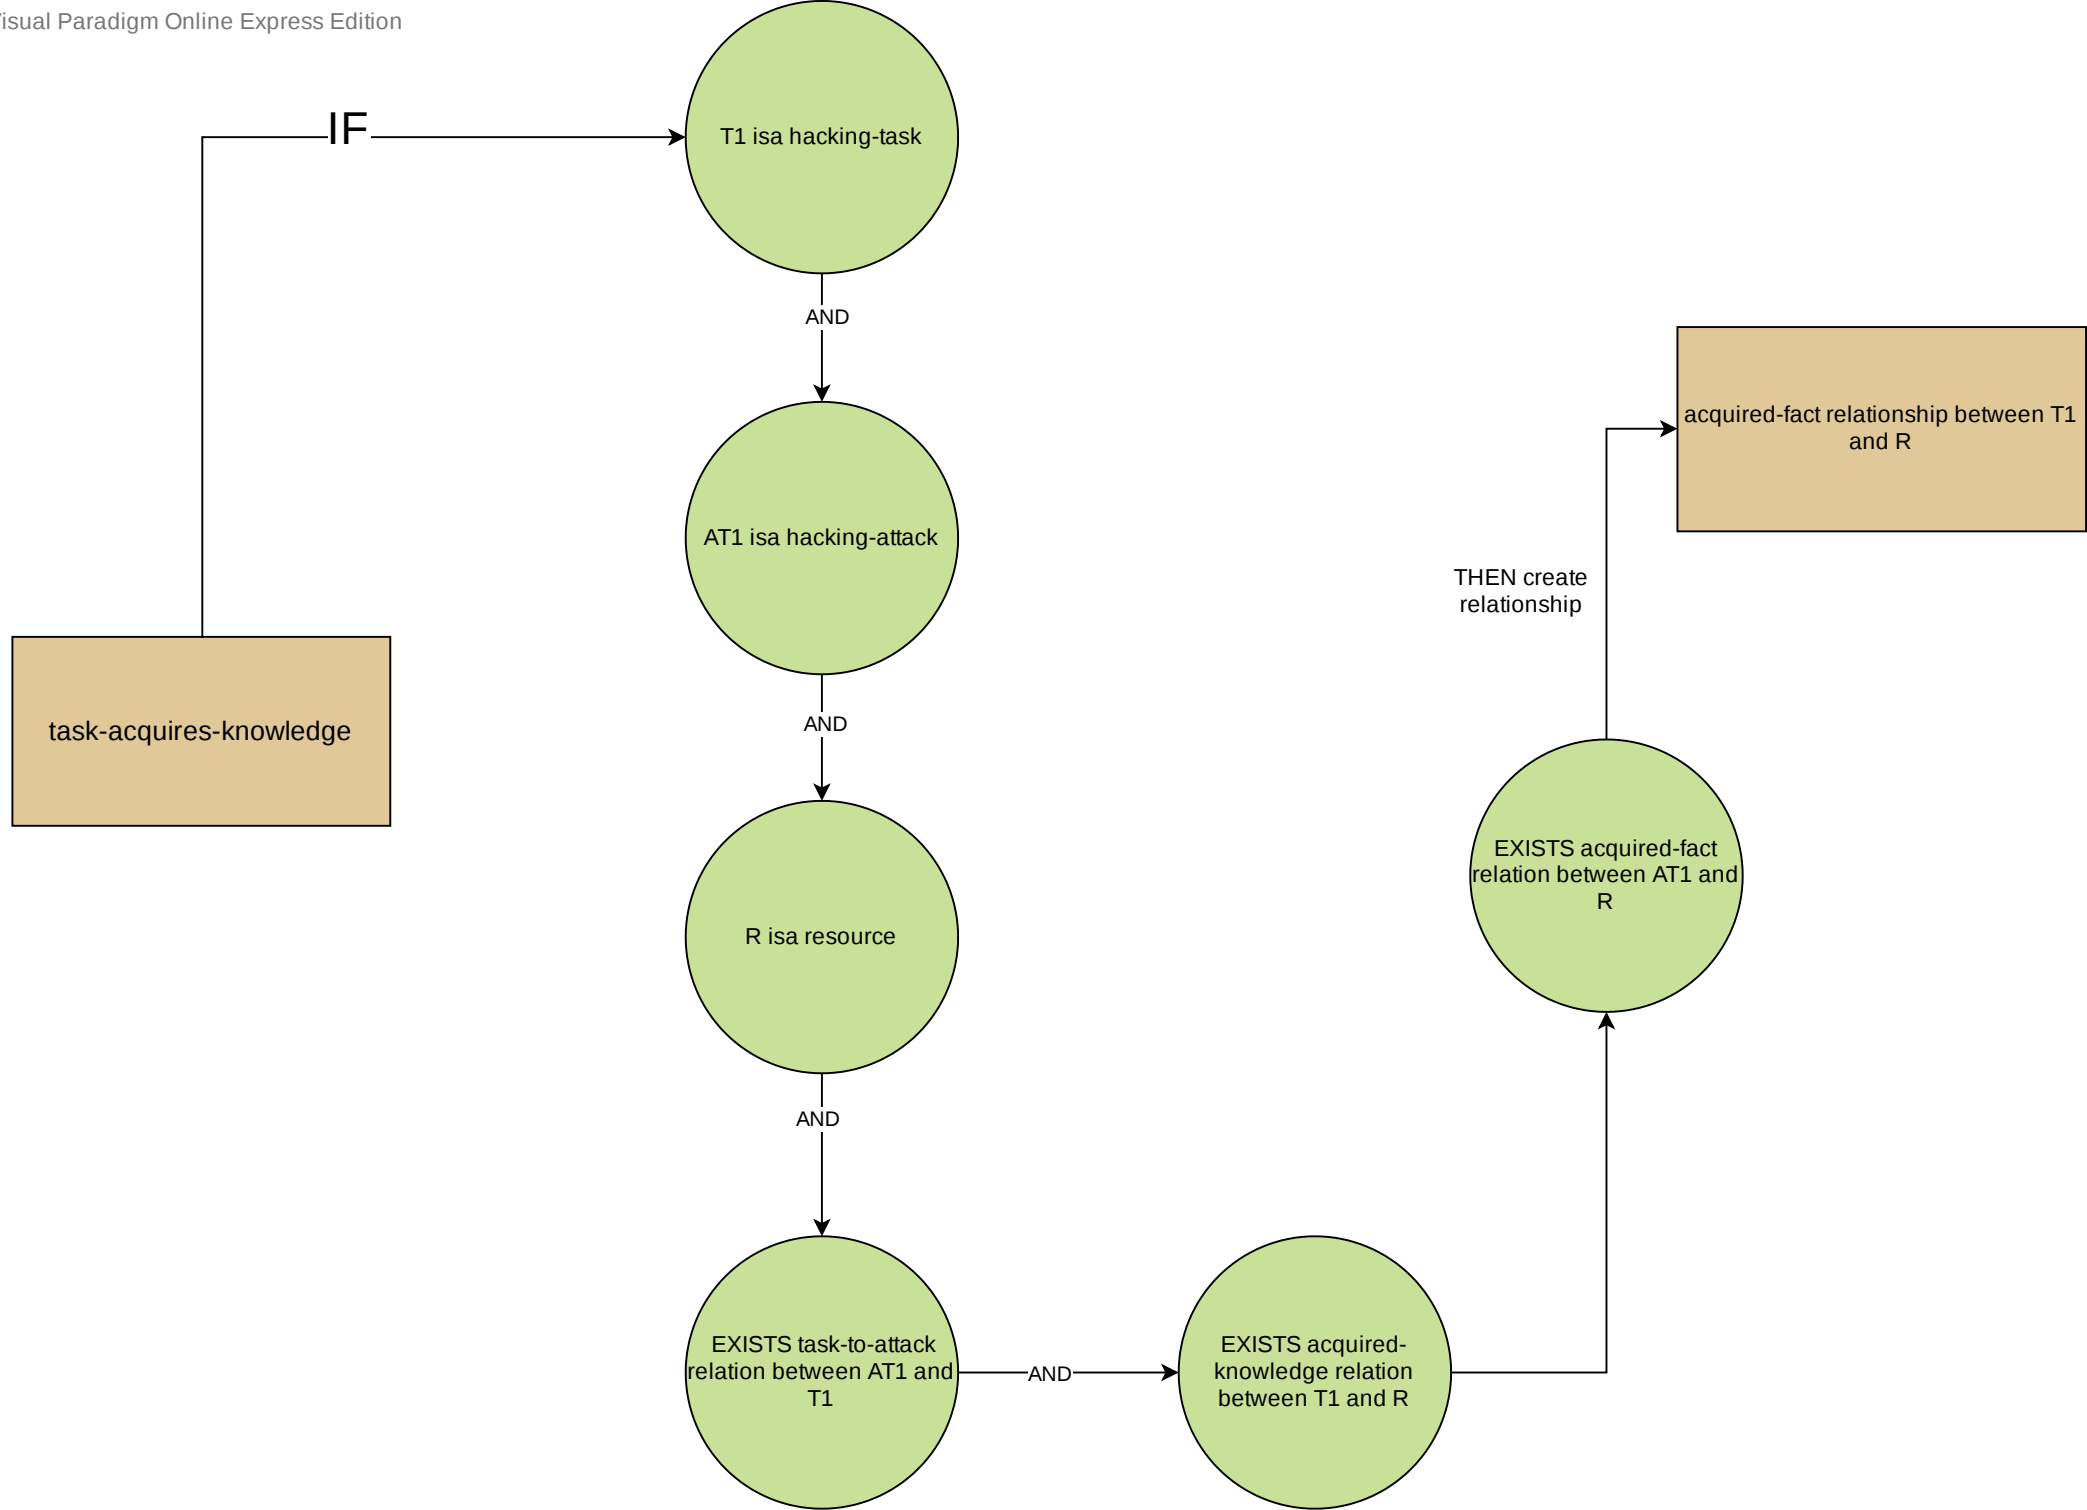 Visual Paradigm Online Express Edition
IF
T1 isa hacking-task
AND
AT1 isa hacking-attack
AND
task-acquires-knowledge
R isa resource
AND
EXISTS task-to-attack
relation between AT1 and
T1
AND
EXISTS acquired-
knowledge relation
between T1 and R
EXISTS acquired-fact
relation between AT1 and
R
THEN create
relationship
acquired-fact relationship between T1
and R